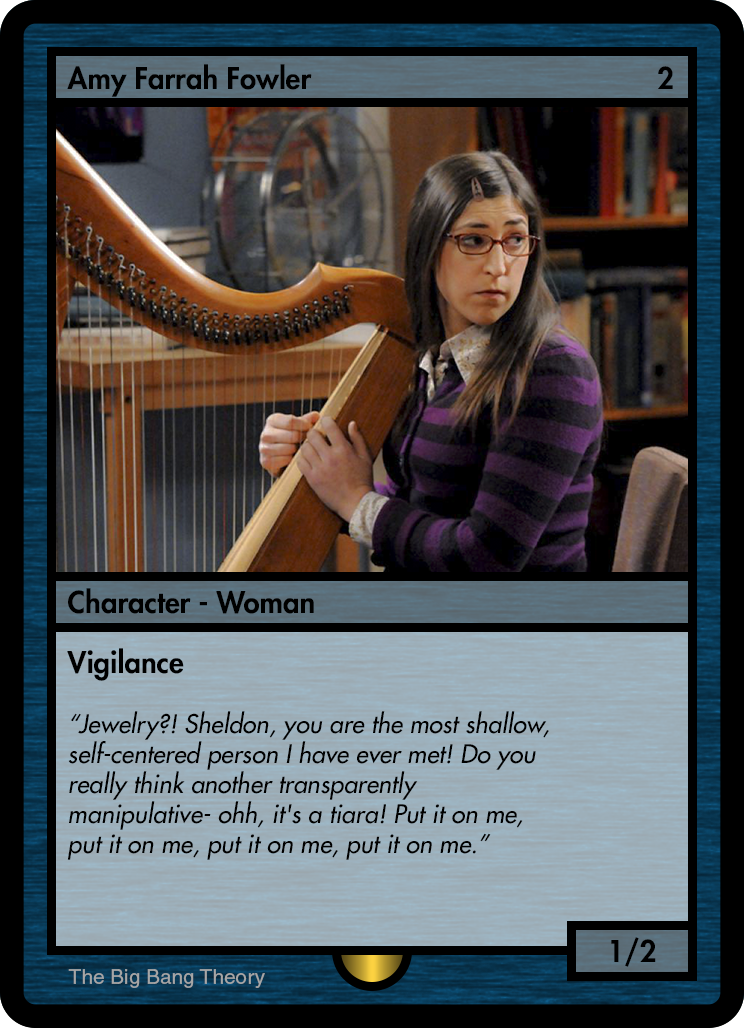 Amy Farrah Fowler 2
Character - Woman
Vigilance
“Jewelry?! Sheldon, you are the most shallow,
self-centered person I have ever met! Do you
really think another transparently
manipulative- ohh, it's a tiara! Put it on me,
put it on me, put it on me, put it on me.”
1/2
The Big Bang Theory